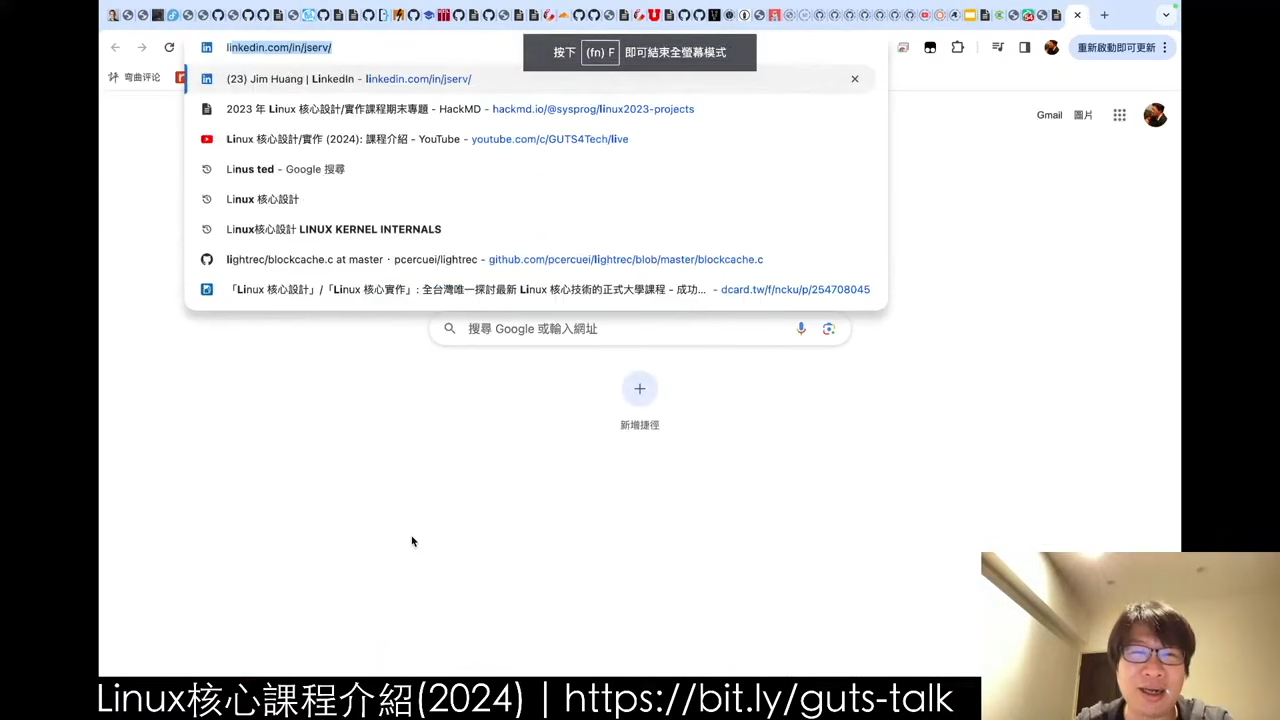 linkedin.com/in/jserv/
按下 (fn) F 即可結束全螢幕模式
重新啟動即可更新
弯曲评论
(23) Jim Huang | LinkedIn - linkedin.com/in/jserv/
2023 年 Linux 核心設計/實作課程期末專題 - HackMD - hackmd.io/@sysprog/linux2023-projects
Linux 核心設計/實作 (2024): 課程介紹 - YouTube - youtube.com/c/GUTS4Tech/live
Linus ted - Google 搜尋
Linux 核心設計
Linux核心設計 LINUX KERNEL INTERNALS
lightrec/blockcache.c at master · pcercuei/lightrec - github.com/pcercuei/lightrec/blob/master/blockcache.c
「Linux 核心設計」/「Linux 核心實作」: 全台灣唯一探討最新 Linux 核心技術的正式大學課程 - 成功... - dcard.tw/f/ncku/p/254708045
Gmail 圖片
搜尋 Google 或輸入網址
新增捷徑
Linux核心課程介紹(2024) | https://bit.ly/guts-talk